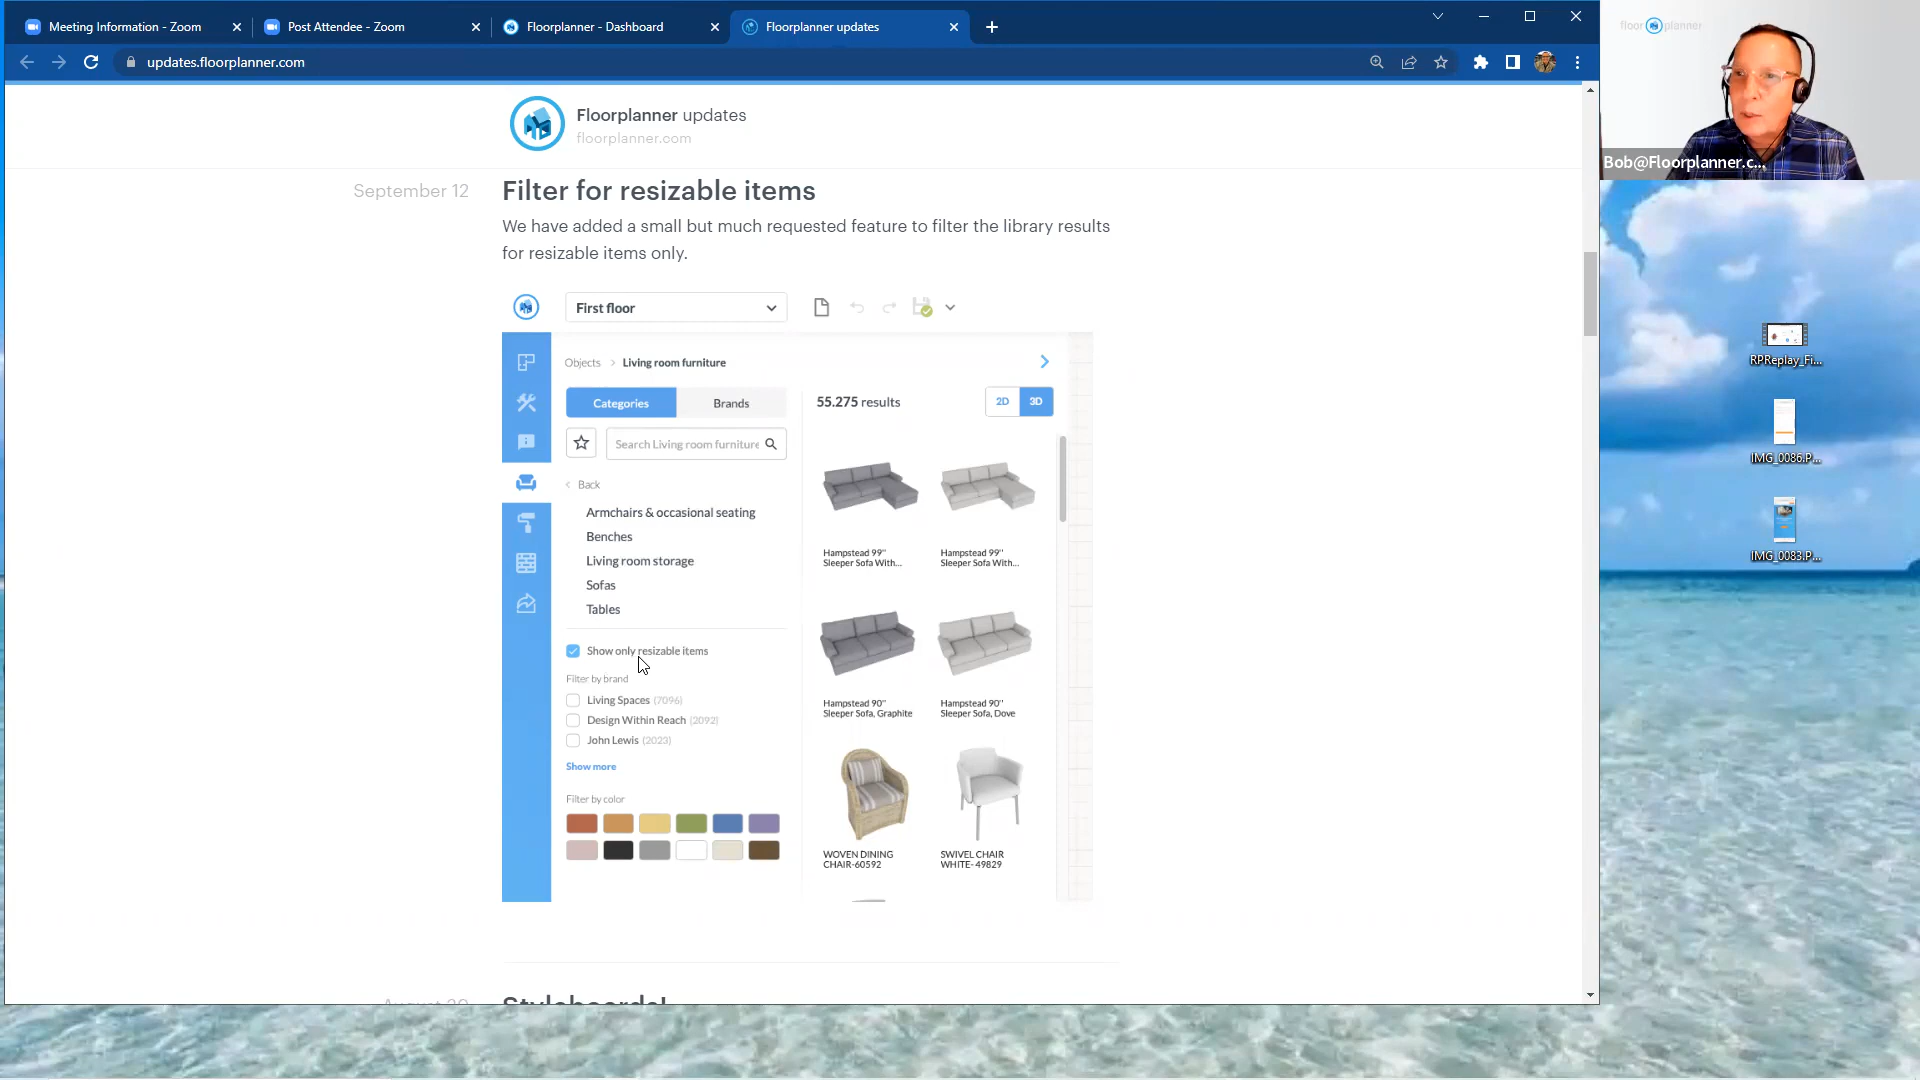 Meeting Information - Zoom
Post Attendee - Zoom
Floorplanner - Dashboard
Floorplanner updates
updates.floorplanner.com
floor planner
Bob@Floorplanner.c...
Floorplanner updates
floorplanner.com
September 12
Filter for resizable items
We have added a small but much requested feature to filter the library results
for resizable items only.
First floor
Objects > Living room furniture
Categories
Brands
55.275 results
2D
3D
Search Living room furniture
< Back
Armchairs & occasional seating
Benches
Living room storage
Sofas
Tables
Show only resizable items
Filter by brand
Living Spaces (7096)
Design Within Reach (2092)
John Lewis (2023)
Show more
Filter by color
Hampstead 99"
Sleeper Sofa With...
Hampstead 99"
Sleeper Sofa With...
Hampstead 90"
Sleeper Sofa, Graphite
Hampstead 90"
Sleeper Sofa, Dove
WOVEN DINING
CHAIR-60592
SWIVEL CHAIR
WHITE- 49829
RPReplay_Fi...
IMG_0086.P...
IMG_0083.P...
August 30
Styleboards!